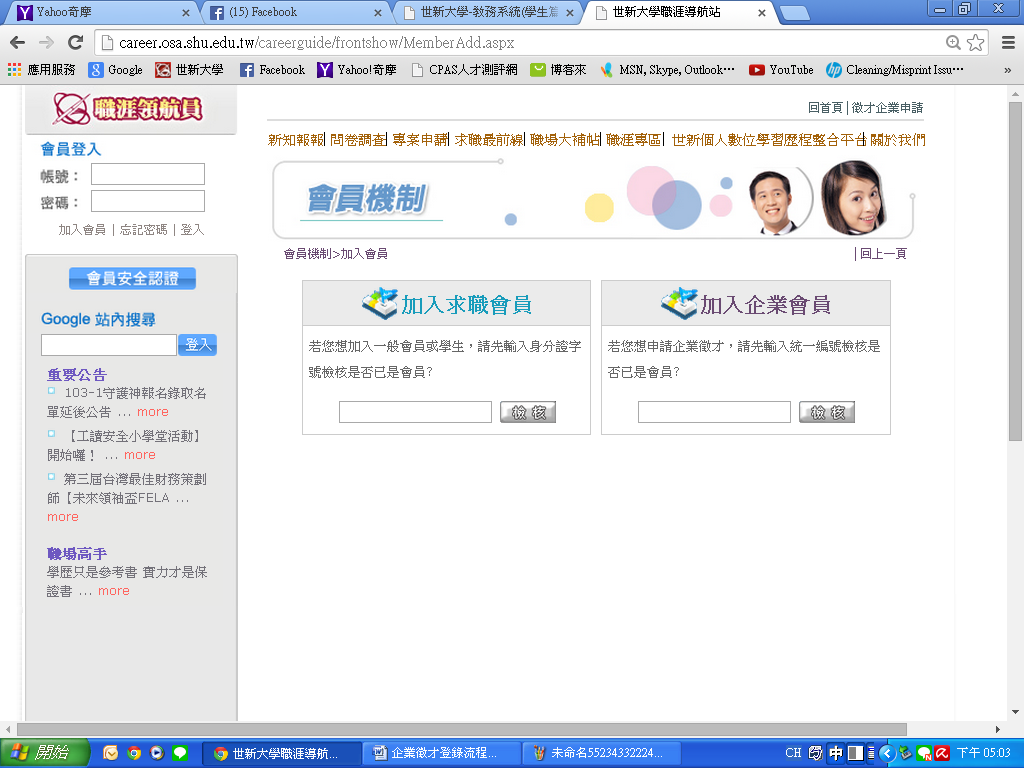 Yahoo奇摩
(15) Facebook
世新大學-教務系統(學生篇
世新大學職涯導航站
career.osa.shu.edu.tw/careerguide/frontshow/MemberAdd.aspx
應用服務 Google 世新大學 Facebook Yahoo!奇摩 CPAS人才測評網 博客來 MSN, Skype, Outlook… YouTube Cleaning/Misprint Issu… »
職涯領航員
回首頁 | 徵才企業申請
新知報報| 問卷調查| 專案申請| 求職最前線| 職場大補帖| 職涯專區| 世新個人數位學習歷程整合平台| 關於我們
會員登入
帳號：
密碼：
加入會員 | 忘記密碼 | 登入
會員安全認證
Google 站內搜尋
登入
重要公告
103-1守護神報名錄取名
單延後公告 ... more
【工讀安全小學堂活動】
開始囉！ ... more
第三屆台灣最佳財務策劃
師【未來領袖盃FELA ...
more
職場高手
學歷只是參考書 實力才是保
證書 ... more
會員機制
會員機制>加入會員
| 回上一頁
加入求職會員
若您想加入一般會員或學生，請先輸入身分證字
號檢核是否已是會員?
檢 核
加入企業會員
若您想申請企業徵才，請先輸入統一編號檢核是
否已是會員?
檢 核
開始
世新大學職涯導航...
企業徵才登錄流程...
未命名55234332224...
CH
中
下午 05:03